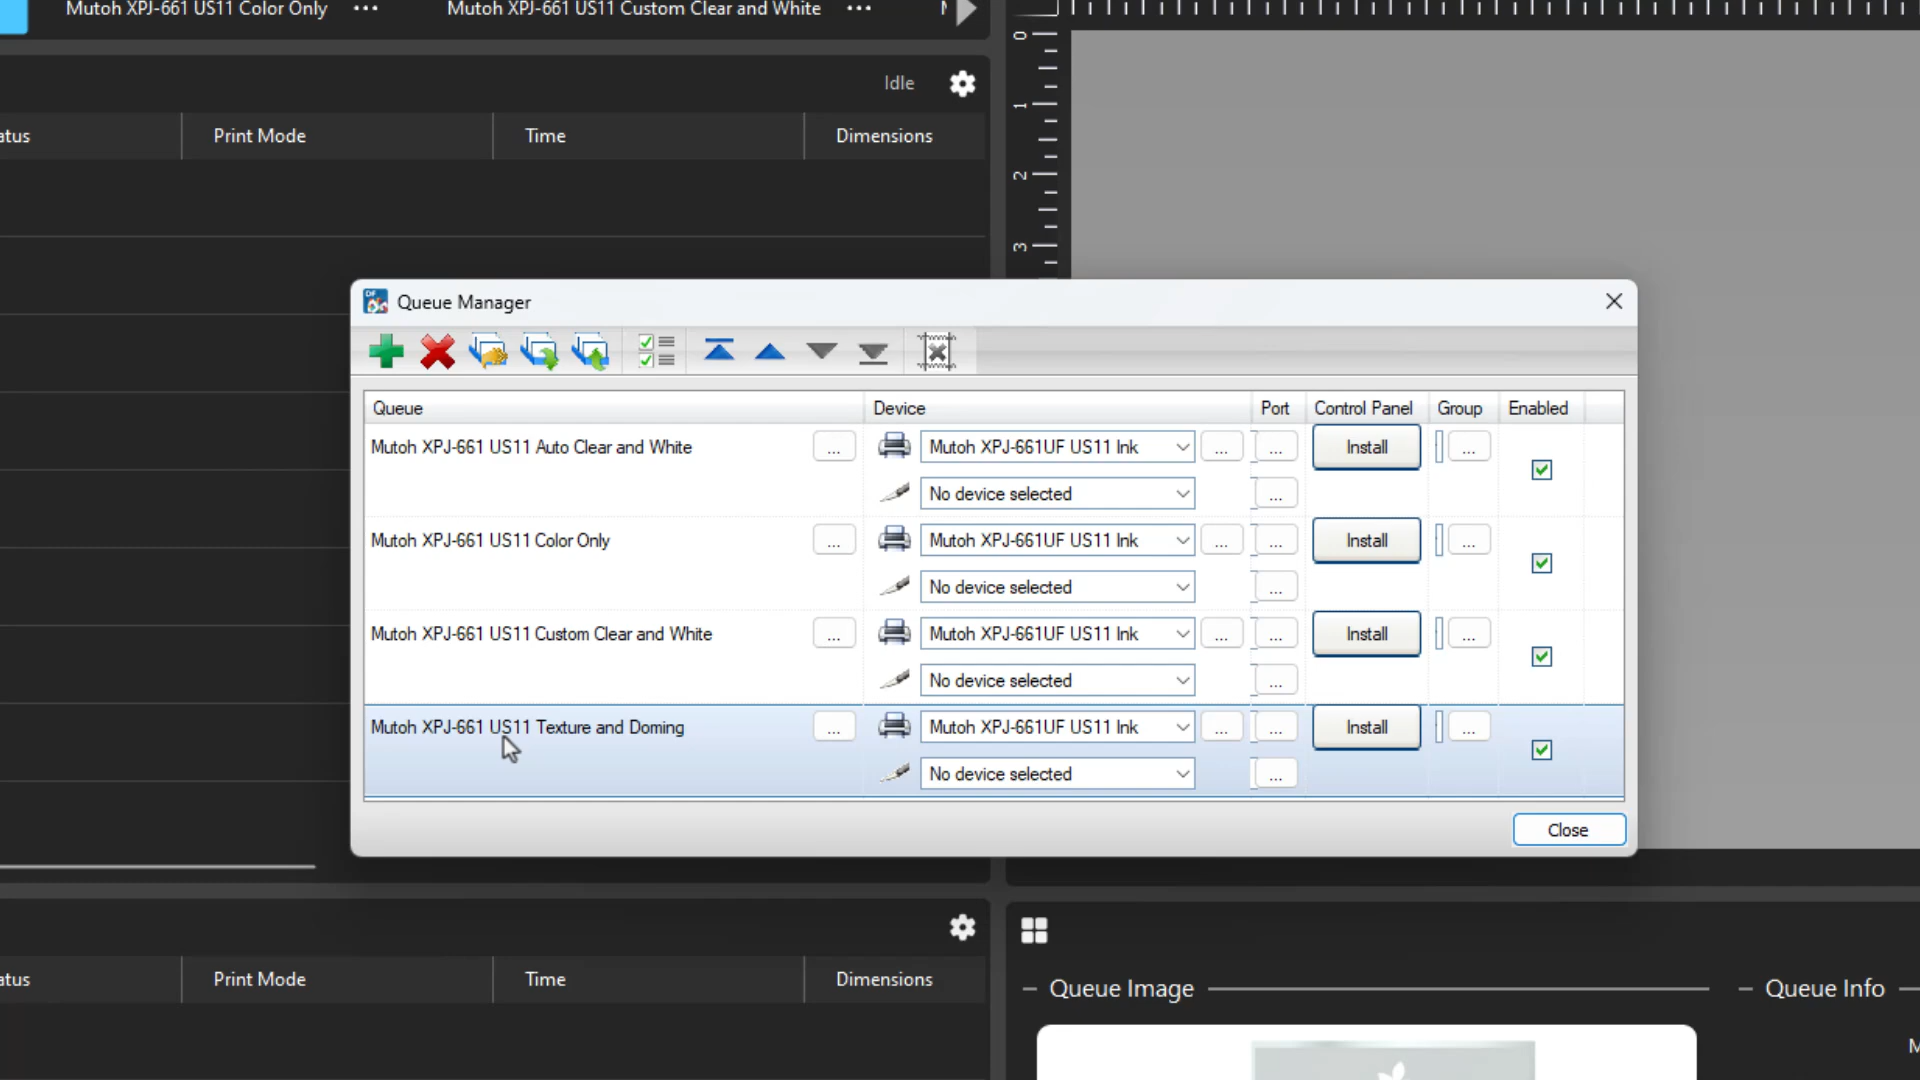 Mutoh XPJ-661 US11 Color Only ••• Mutoh XPJ-661 US11 Custom Clear and White •••
Idle
atus Print Mode Time Dimensions
0
1
2
3
Queue Manager
Queue Device Port Control Panel Group Enabled
Mutoh XPJ-661 US11 Auto Clear and White ... Mutoh XPJ-661UF US11 Ink ... ... Install ...
No device selected ...
Mutoh XPJ-661 US11 Color Only ... Mutoh XPJ-661UF US11 Ink ... ... Install ...
No device selected ...
Mutoh XPJ-661 US11 Custom Clear and White ... Mutoh XPJ-661UF US11 Ink ... ... Install ...
No device selected ...
Mutoh XPJ-661 US11 Texture and Doming ... Mutoh XPJ-661UF US11 Ink ... ... Install ...
No device selected ...
Close
atus Print Mode Time Dimensions
Queue Image Queue Info